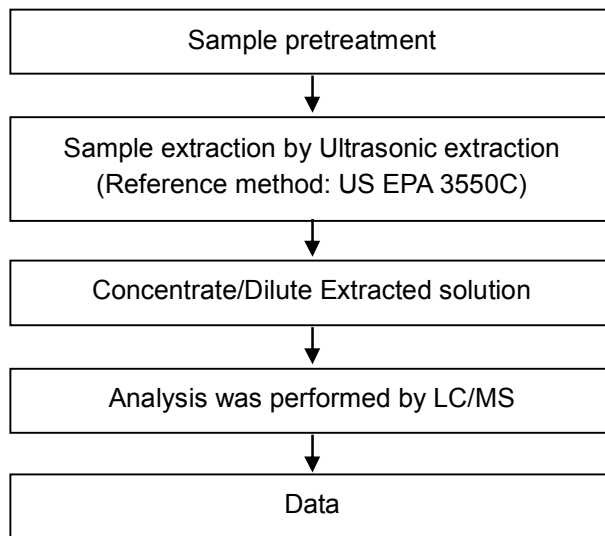 Sample pretreatment
Sample extraction by Ultrasonic extraction
(Reference method: US EPA 3550C)
Concentrate/Dilute Extracted solution
Analysis was performed by LC/MS
Data